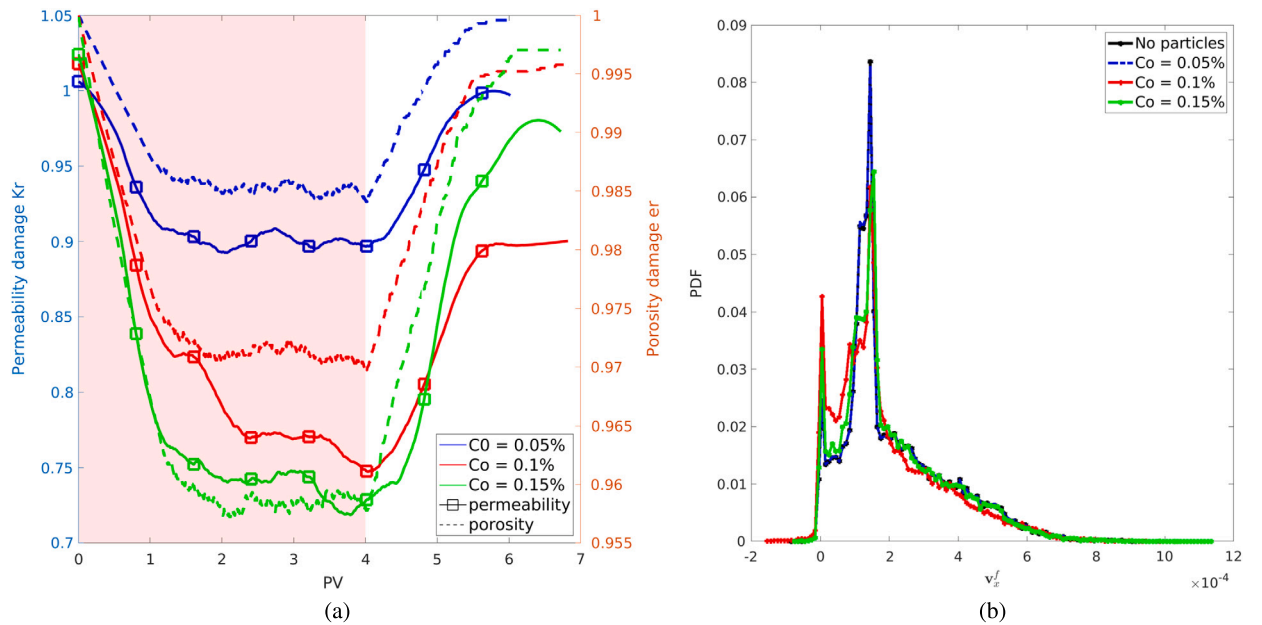 1.05
1
0.95
0.9
0.85
0.8
0.75
0.7
Permeability damage Kr
0
1
2
3
4
5
6
7
PV
1
0.995
0.99
0.985
0.98
0.975
0.97
0.965
0.96
0.955
Porosity damage er
C0 = 0.05%
Co = 0.1%
Co = 0.15%
permeability
porosity
(a)
0.09
0.08
0.07
0.06
0.05
0.04
0.03
0.02
0.01
0
PDF
-2
0
2
4
6
8
10
12
×10⁻⁴
vₓᶠ
No particles
Co = 0.05%
Co = 0.1%
Co = 0.15%
(b)